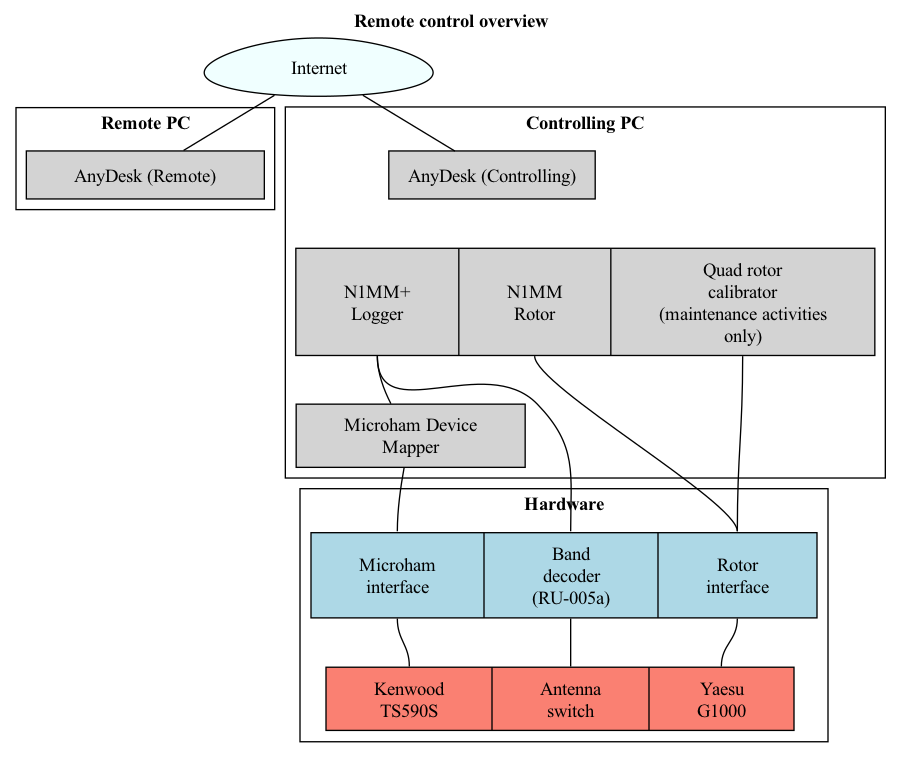 Remote control overview
Internet
Remote PC
Controlling PC
AnyDesk (Remote)
AnyDesk (Controlling)
N1MM+
Logger
N1MM
Rotor
Quad rotor
calibrator
(maintenance activities
only)
Microham Device
Mapper
Hardware
Microham
interface
Band
decoder
(RU-005a)
Rotor
interface
Kenwood
TS590S
Antenna
switch
Yaesu
G1000